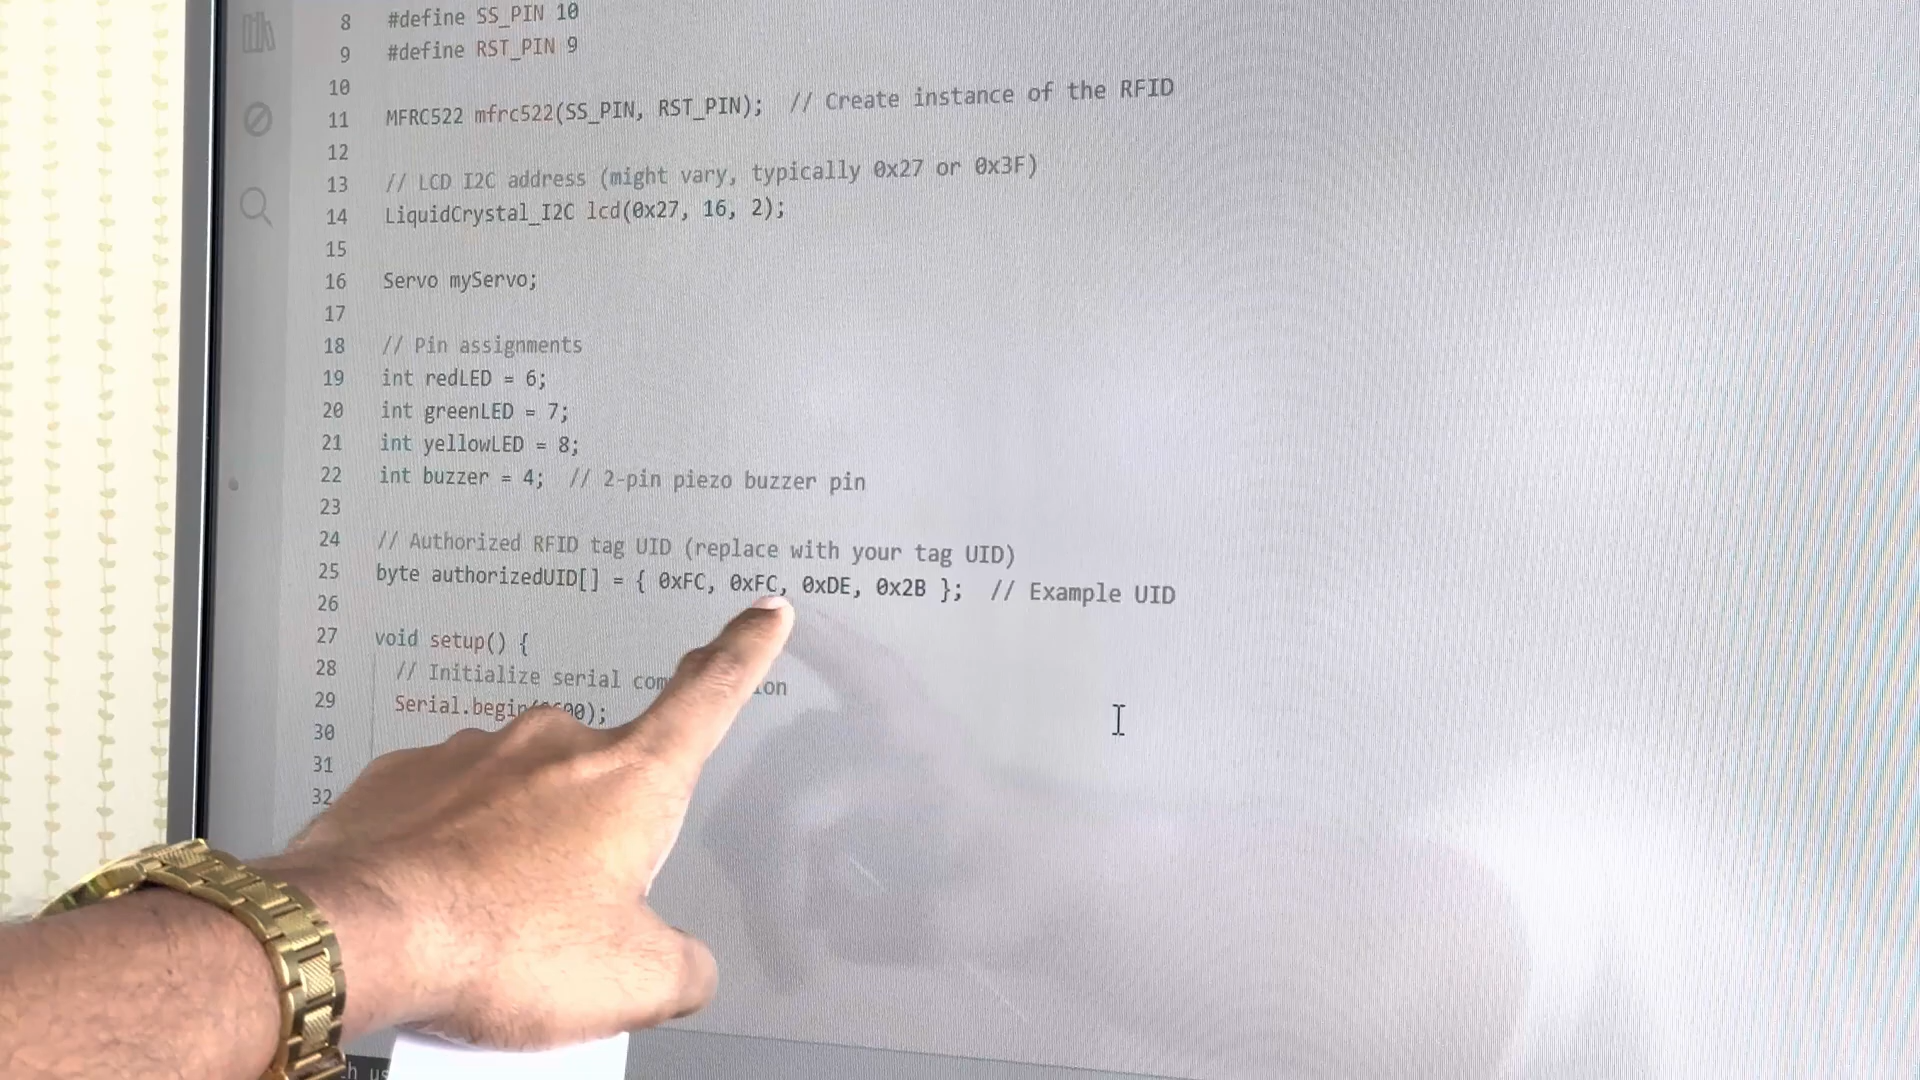 8 #define SS_PIN 10
9 #define RST_PIN 9
10
11 MFRC522 mfrc522(SS_PIN, RST_PIN); // Create instance of the RFID
12
13 // LCD I2C address (might vary, typically 0x27 or 0x3F)
14 LiquidCrystal_I2C lcd(0x27, 16, 2);
15
16 Servo myServo;
17
18 // Pin assignments
19 int redLED = 6;
20 int greenLED = 7;
21 int yellowLED = 8;
22 int buzzer = 4; // 2-pin piezo buzzer pin
23
24 // Authorized RFID tag UID (replace with your tag UID)
25 byte authorizedUID[] = { 0xFC, 0xFC, 0xDE, 0x2B }; // Example UID
26
27 void setup() {
28 // Initialize serial
29 Serial.begin(
30
31
32